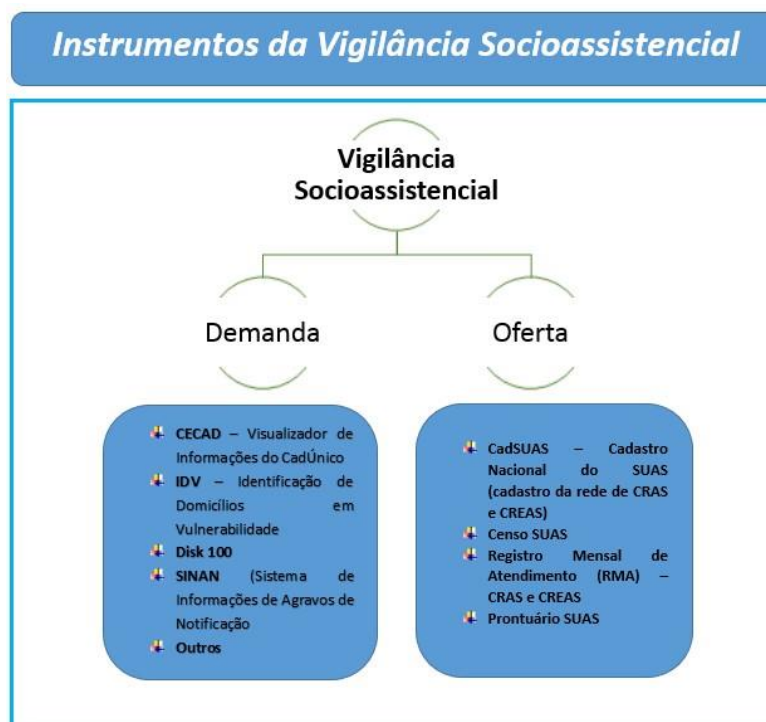 Instrumentos da Vigilância Socioassistencial
Vigilância
Socioassistencial
Demanda
Oferta
CECAD – Visualizador de
Informações do CadÚnico
IDV – Identificação de
Domicílios em
Vulnerabilidade
Disk 100
SINAN (Sistema de
Informações de Agravos de
Notificação
Outros
CadSUAS – Cadastro
Nacional do SUAS
(cadastro da rede de CRAS
e CREAS)
Censo SUAS
Registro Mensal de
Atendimento (RMA) –
CRAS e CREAS
Prontuário SUAS